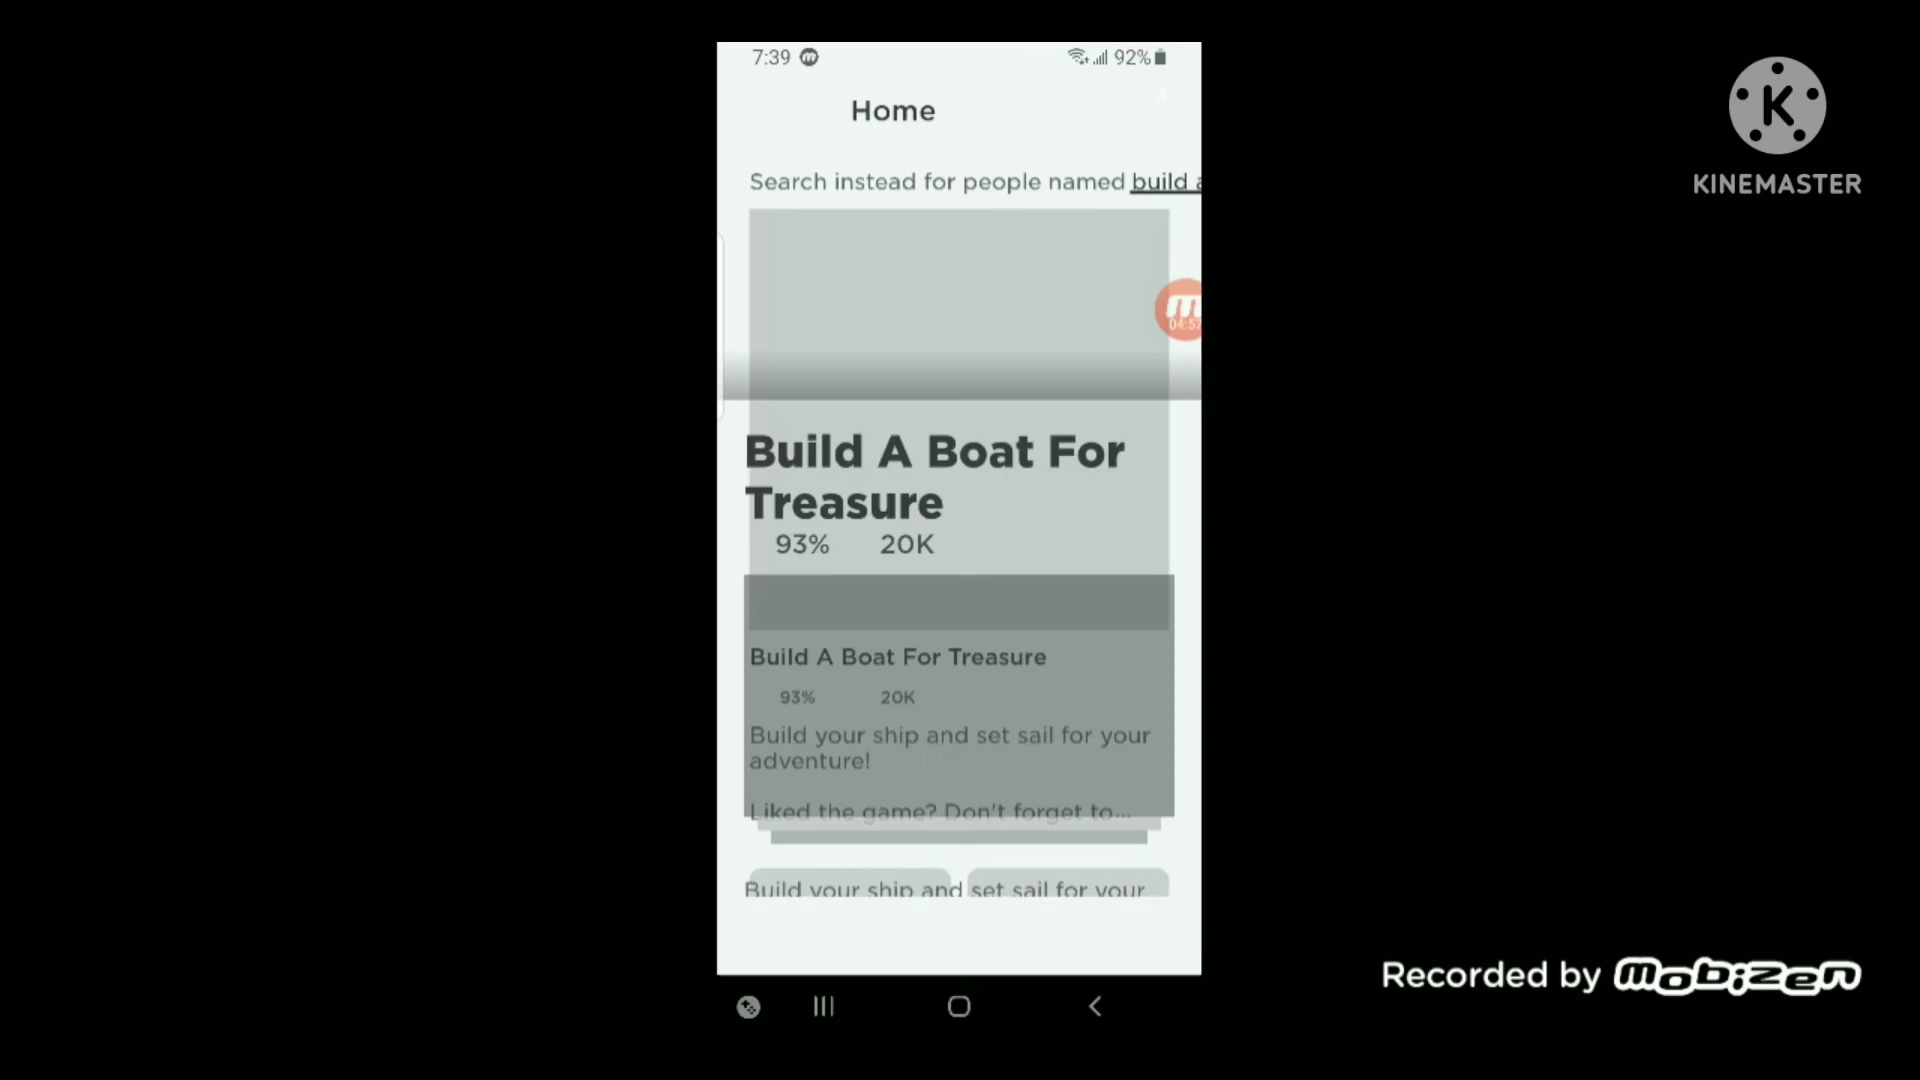 7:39
92%
Home
Search instead for people named build a
04:57
Build A Boat For
Treasure
93% 20K
Build A Boat For Treasure
93% 20K
Build your ship and set sail for your
adventure!
Liked the game? Don't forget to...
Build your ship and set sail for your
K
KINEMASTER
Recorded by mobizen